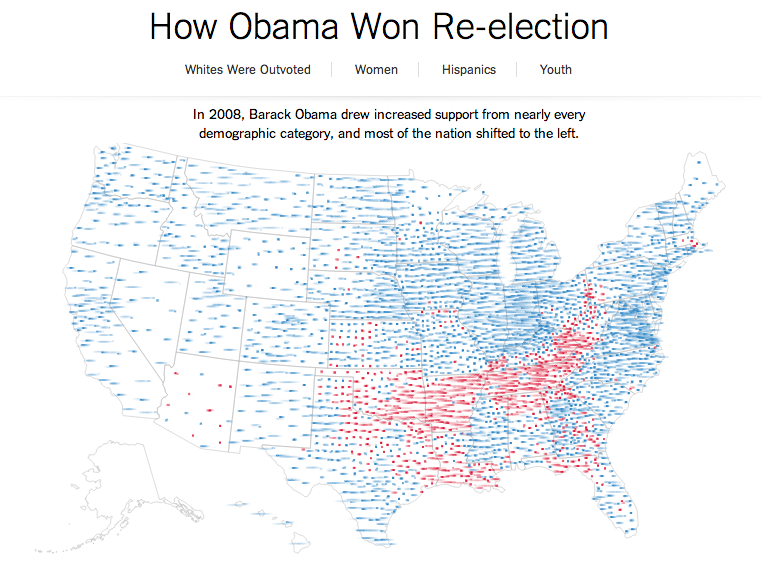 How Obama Won Re-election
Whites Were Outvoted
Women
Hispanics
Youth
In 2008, Barack Obama drew increased support from nearly every
demographic category, and most of the nation shifted to the left.